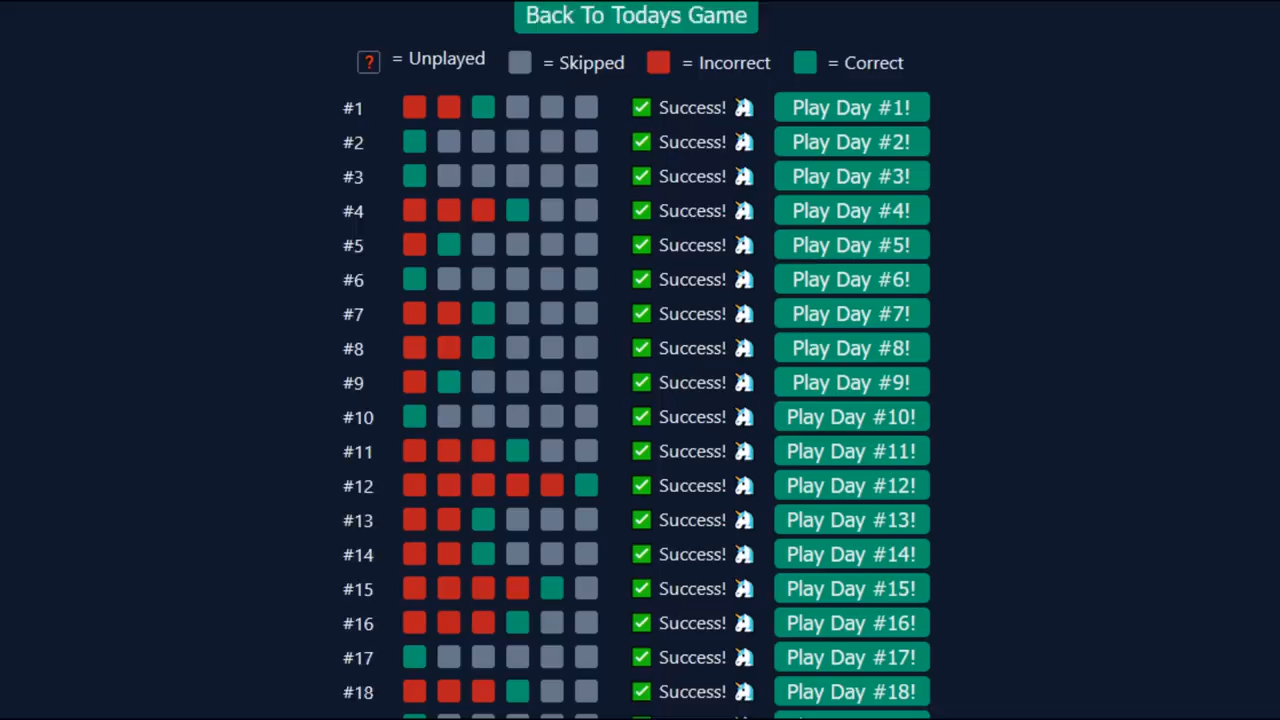 Back To Todays Game
? = Unplayed = Skipped = Incorrect = Correct
#1 Success! Play Day #1!
#2 Success! Play Day #2!
#3 Success! Play Day #3!
#4 Success! Play Day #4!
#5 Success! Play Day #5!
#6 Success! Play Day #6!
#7 Success! Play Day #7!
#8 Success! Play Day #8!
#9 Success! Play Day #9!
#10 Success! Play Day #10!
#11 Success! Play Day #11!
#12 Success! Play Day #12!
#13 Success! Play Day #13!
#14 Success! Play Day #14!
#15 Success! Play Day #15!
#16 Success! Play Day #16!
#17 Success! Play Day #17!
#18 Success! Play Day #18!